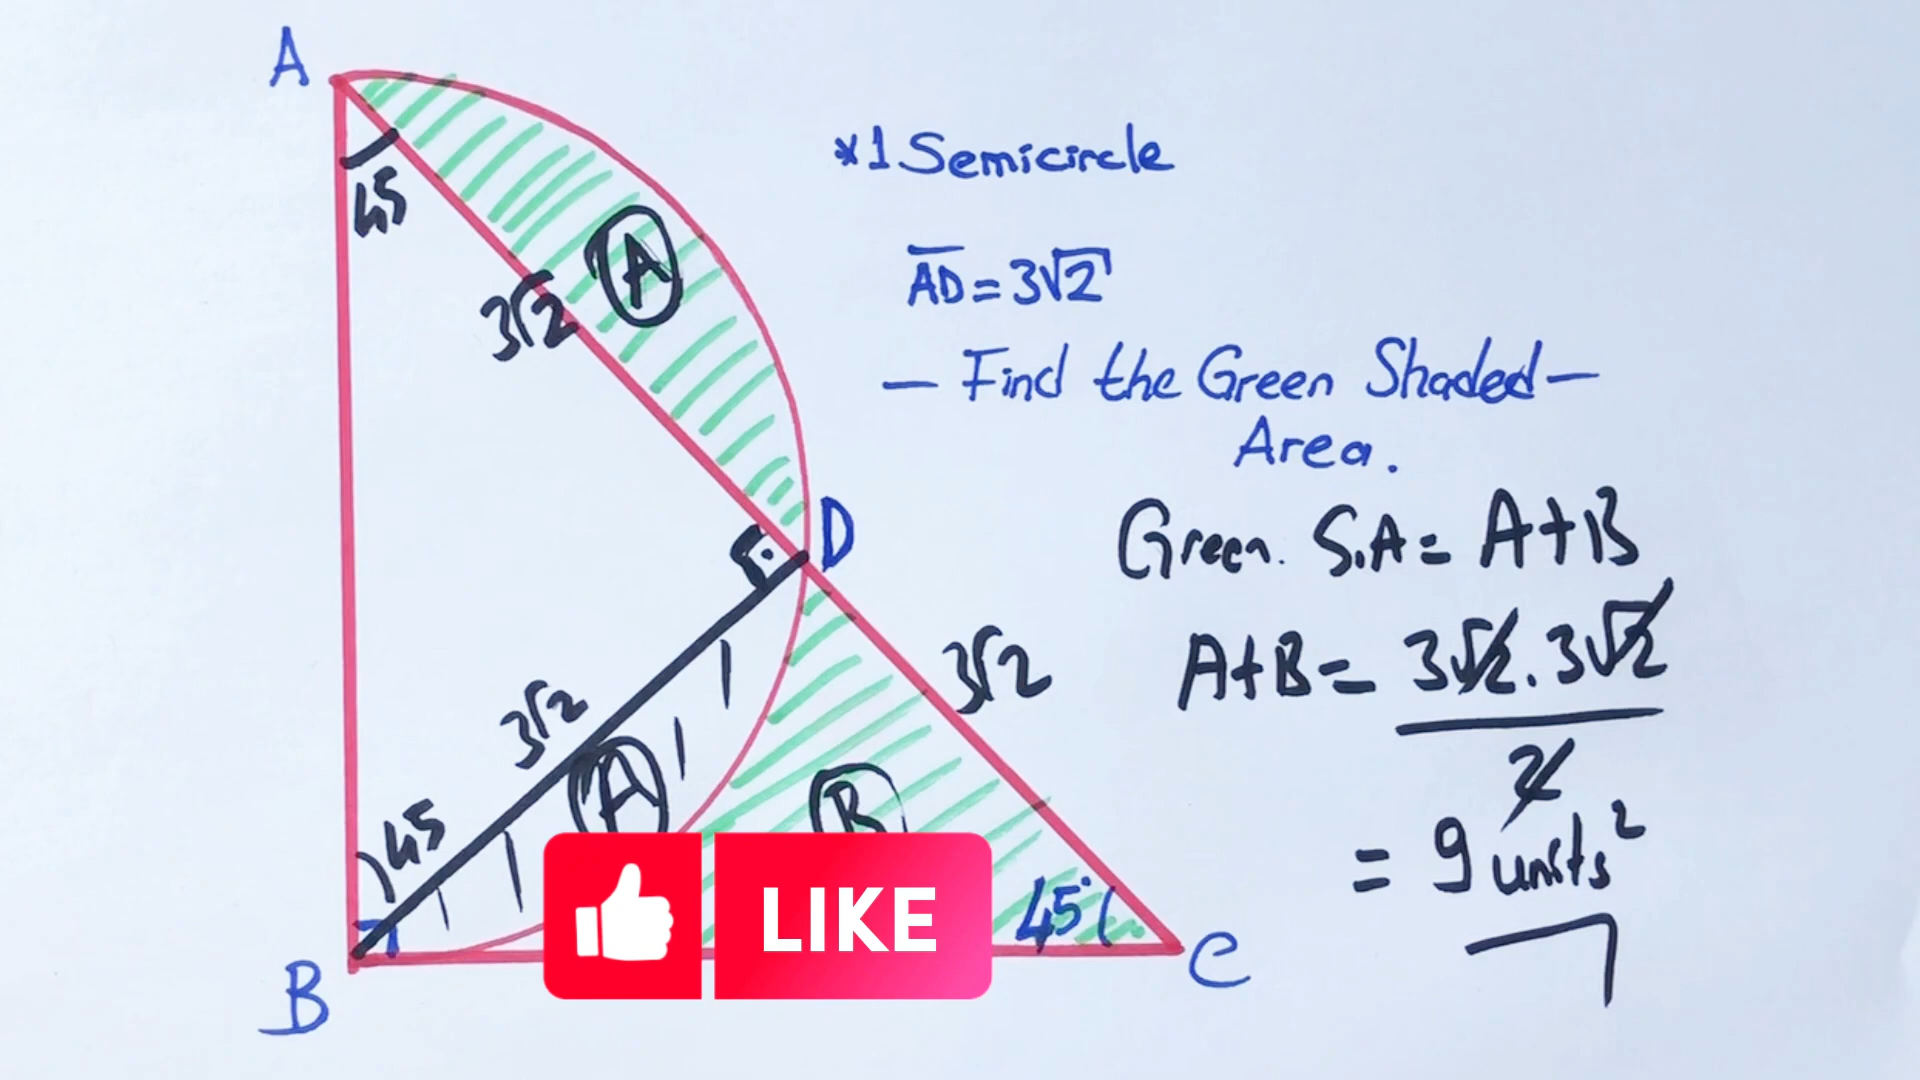 A
45
3√2
A
*1 Semicircle
AD=3√2
— Find the Green Shaded —
Area.
D
Green. S.A= A+B
A+B= 3√2.3√2
2
= 9 units²
3√2
3√2
A
B
45
45°
B
C
LIKE